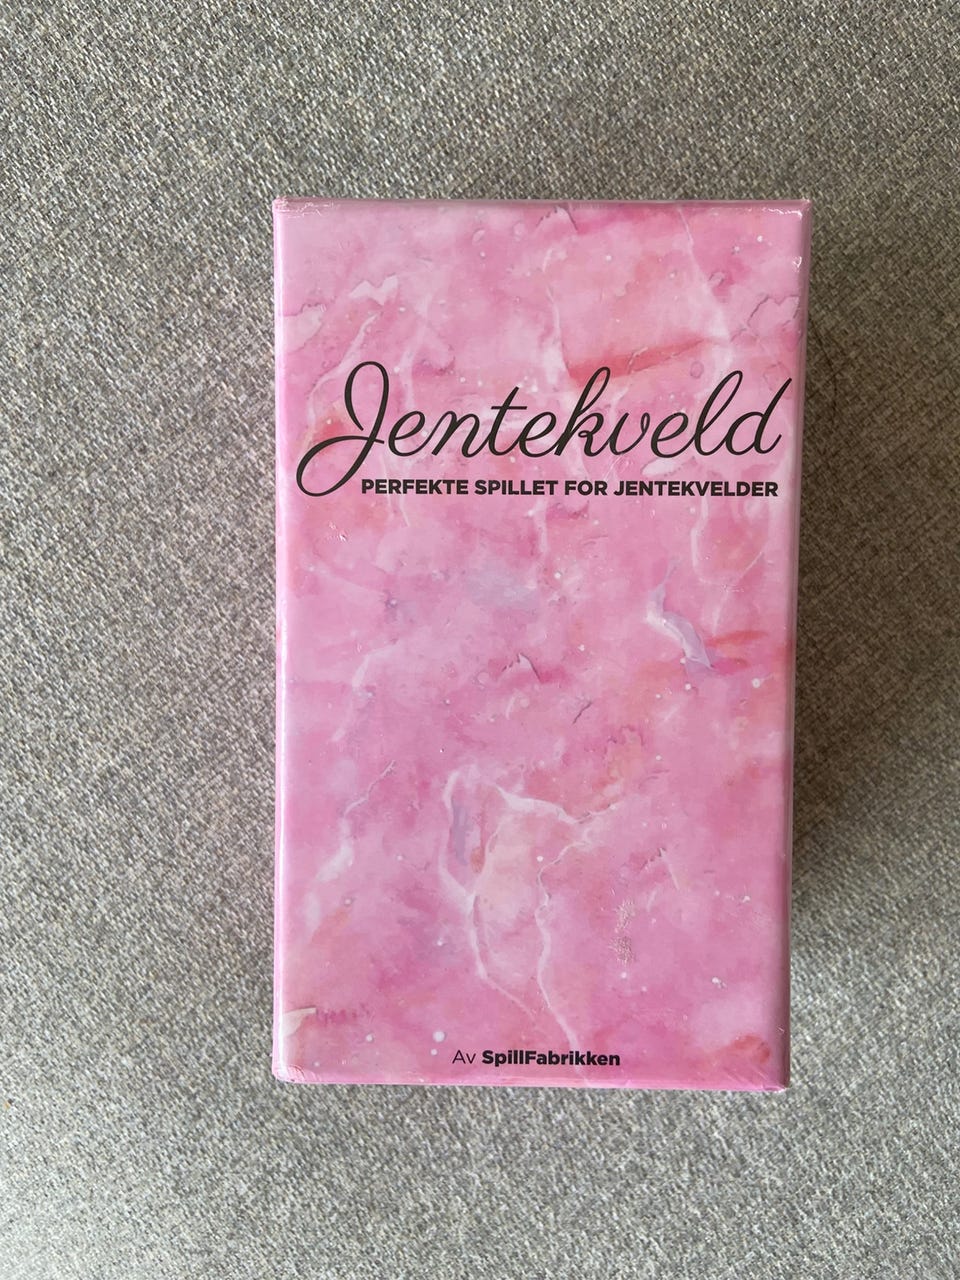 Jentekveld
PERFEKTE SPILLET FOR JENTEKVELDER
Av SpillFabrikken